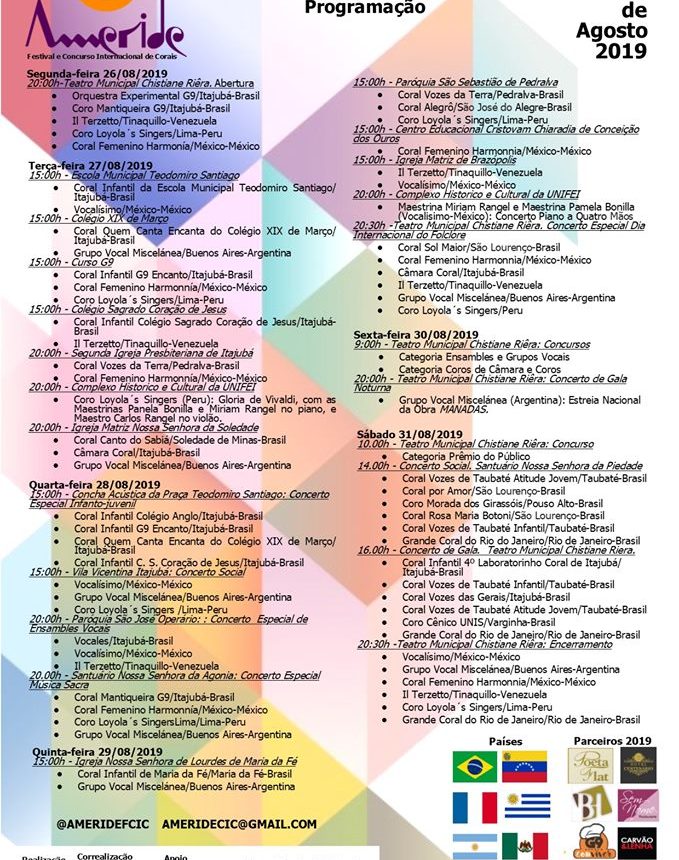 Ameride
Festival e Concurso Internacional de Corais
Programação
de
Agosto
2019
Segunda-feira 26/08/2019
20:00h-Teatro Municipal Chistiane Riêra. Abertura
• Orquestra Experimental G9/Itajubá-Brasil
• Coro Mantiqueira G9/Itajubá-Brasil
• Il Terzetto/Tinaquillo-Venezuela
• Coro Loyola´s Singers/Lima-Peru
• Coral Femenino Harmonía/México-México
Terça-feira 27/08/2019
15:00h - Escola Municipal Teodomiro Santiago
• Coral Infantil da Escola Municipal Teodomiro Santiago/
Itajubá-Brasil
• Vocalísimo/México-México
15:00h - Colégio XIX de Março
• Coral Quem Canta Encanta do Colégio XIX de Março/
Itajubá-Brasil
• Grupo Vocal Miscelánea/Buenos Aires-Argentina
15:00h - Curso G9
• Coral Infantil G9 Encanto/Itajubá-Brasil
• Coral Femenino Harmonnía/México-México
• Coro Loyola´s Singers/Lima-Peru
15:00h - Colégio Sagrado Coração de Jesus
• Coral Infantil Colégio Sagrado Coração de Jesus/Itajubá-
Brasil
• Il Terzetto/Tinaquillo-Venezuela
20:00h - Segunda Igreja Presbiteriana de Itajubá
• Coral Vozes da Terra/Pedralva-Brasil
• Coral Femenino Harmonnía/México-México
20:00h - Complexo Historico e Cultural da UNIFEI
• Coro Loyola´s Singers (Peru): Gloria de Vivaldi, com as
Maestrinas Panela Bonilla e Miriam Rangel no piano, e
Maestro Carlos Rangel no violão.
20:00h - Igreja Matriz Nossa Senhora da Soledade
• Coral Canto do Sabiá/Soledade de Minas-Brasil
• Câmara Coral/Itajubá-Brasil
• Grupo Vocal Miscelánea/Buenos Aires-Argentina
Quarta-feira 28/08/2019
15:00h - Concha Acústica da Praça Teodomiro Santiago: Concerto
Especial Infanto-juvenil
• Coral Infantil Colégio Anglo/Itajubá-Brasil
• Coral Infantil G9 Encanto/Itajubá-Brasil
• Coral Quem Canta Encanta do Colégio XIX de Março/
Itajubá-Brasil
• Coral Infantil C. S. Coração de Jesus/Itajubá-Brasil
15:00h - Vila Vicentina Itajubá: Concerto Social
• Vocalísimo/México-México
• Grupo Vocal Miscelánea/Buenos Aires-Argentina
• Coro Loyola´s Singers /Lima-Peru
20:00h - Paróquia São José Operário: : Concerto Especial de
Ensambles Vocais
• Vocales/Itajubá-Brasil
• Vocalísimo/México-México
• Il Terzetto/Tinaquillo-Venezuela
20.00h - Santuário Nossa Senhora da Agonia: Concerto Especial
Musica Sacra
• Coral Mantiqueira G9/Itajubá-Brasil
• Coral Femenino Harmonnía/México-México
• Coro Loyola´s SingersLima/Lima-Peru
• Grupo Vocal Miscelánea/Buenos Aires-Argentina
Quinta-feira 29/08/2019
15:00h - Igreja Nossa Senhora de Lourdes de Maria da Fé
• Coral Infantil de Maria da Fé/Maria da Fé-Brasil
• Grupo Vocal Miscelánea/Buenos Aires-Argentina
@AMERIDEFCIC AMERIDECIC@GMAIL.COM
15:00h - Paróquia São Sebastião de Pedralva
• Coral Vozes da Terra/Pedralva-Brasil
• Coral Alegrô/São José do Alegre-Brasil
• Coro Loyola´s Singers/Lima-Peru
15:00h - Centro Educacional Cristovam Chiaradia de Conceição
dos Ouros
• Coral Femenino Harmonnia/México-México
15:00h - Igreja Matriz de Brazópolis
• Il Terzetto/Tinaquillo-Venezuela
• Vocalísimo/México-México
20:00h - Complexo Historico e Cultural da UNIFEI
• Maestrina Miriam Rangel e Maestrina Pamela Bonilla
(Vocalisimo-México): Concerto Piano a Quatro Mãos
20:30h -Teatro Municipal Chistiane Riêra. Concerto Especial Dia
Internacional do Folclore
• Coral Sol Maior/São Lourenço-Brasil
• Coral Femenino Harmonnia/México-México
• Câmara Coral/Itajubá-Brasil
• Il Terzetto/Tinaquillo-Venezuela
• Grupo Vocal Miscelánea/Buenos Aires-Argentina
• Coro Loyola´s Singers/Peru
Sexta-feira 30/08/2019
9:00h - Teatro Municipal Chistiane Riêra: Concursos
• Categoria Ensambles e Grupos Vocais
• Categoria Coros de Câmara e Coros
20:00h - Teatro Municipal Chistiane Riêra: Concerto de Gala
Noturna
• Grupo Vocal Miscelánea (Argentina): Estreia Nacional
da Obra MANADAS.
Sábado 31/08/2019
10.00h - Teatro Municipal Chistiane Riêra: Concurso
• Categoria Prêmio do Público
14.00h - Concerto Social. Santuário Nossa Senhora da Piedade
• Coral Vozes de Taubaté Atitude Jovem/Taubaté-Brasil
• Coral por Amor/São Lourenço-Brasil
• Coro Morada dos Girassóis/Pouso Alto-Brasil
• Coral Rosa Maria Botoni/São Lourenço-Brasil
• Coral Vozes de Taubaté Infantil/Taubaté-Brasil
• Grande Coral do Rio de Janeiro/Rio de Janeiro-Brasil
16.00h - Concerto de Gala. Teatro Municipal Chistiane Riera.
• Coral Infantil 4º Laboratorinho Coral de Itajubá/
Itajubá-Brasil
• Coral Vozes de Taubaté Infantil/Taubaté-Brasil
• Coral Vozes das Gerais/Itajubá-Brasil
• Coral Vozes de Taubaté Atitude Jovem/Taubaté-Brasil
• Coro Cênico UNIS/Varginha-Brasil
• Grande Coral do Rio de Janeiro/Rio de Janeiro-Brasil
20:30h -Teatro Municipal Chistiane Riêra: Encerramento
• Vocalísimo/México-México
• Grupo Vocal Miscelánea/Buenos Aires-Argentina
• Coral Femenino Harmonnia/México-México
• Il Terzetto/Tinaquillo-Venezuela
• Coro Loyola´s Singers/Lima-Peru
• Grande Coral do Rio de Janeiro/Rio de Janeiro-Brasil
Países
Parceiros 2019
Poeta
Mat
Sem
Nome
G9
CARVÃO
&LENHA
Realização
Correalização
Apoio